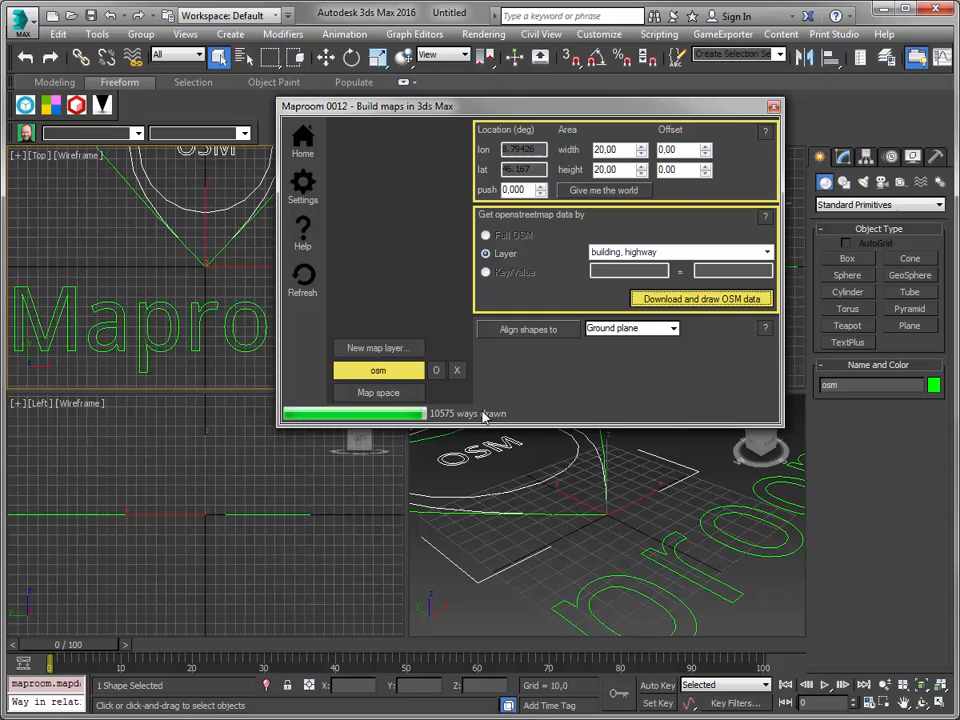 Workspace: Default
Autodesk 3ds Max 2016
Untitled
Type a keyword or phrase
Sign In
MAX
Edit
Tools
Group
Views
Create
Modifiers
Animation
Graph Editors
Rendering
Civil View
Customize
Scripting
GameExporter
Content
Print Studio
Help
All
View
3
Create Selection Se
Modeling
Freeform
Selection
Object Paint
Populate
[+] [Top] [Wireframe]
OSM
Mapro
Maproom 0012 - Build maps in 3ds Max
Home
Settings
Help
Refresh
Location (deg)
Area
Offset
?
lon
8.79426
width
20,00
0,00
lat
46.167
height
20,00
0,00
push
0,000
Give me the world
Get openstreetmap data by
?
Full OSM
Layer
building, highway
Key/Value
=
Download and draw OSM data
Align shapes to
Ground plane
?
New map layer...
osm
O
X
Map space
10575 ways drawn
[+] [Left] [Wireframe]
OSM
Standard Primitives
Object Type
AutoGrid
Box
Cone
Sphere
GeoSphere
Cylinder
Tube
Torus
Pyramid
Teapot
Plane
TextPlus
Name and Color
osm
0 / 100
0
10
20
30
40
50
60
70
80
90
100
maproom.mapd
Way in relat
1 Shape Selected
Click or click-and-drag to select objects
X:
Y:
Z:
Grid = 10,0
Add Time Tag
Auto Key
Selected
Set Key
Key Filters...
0